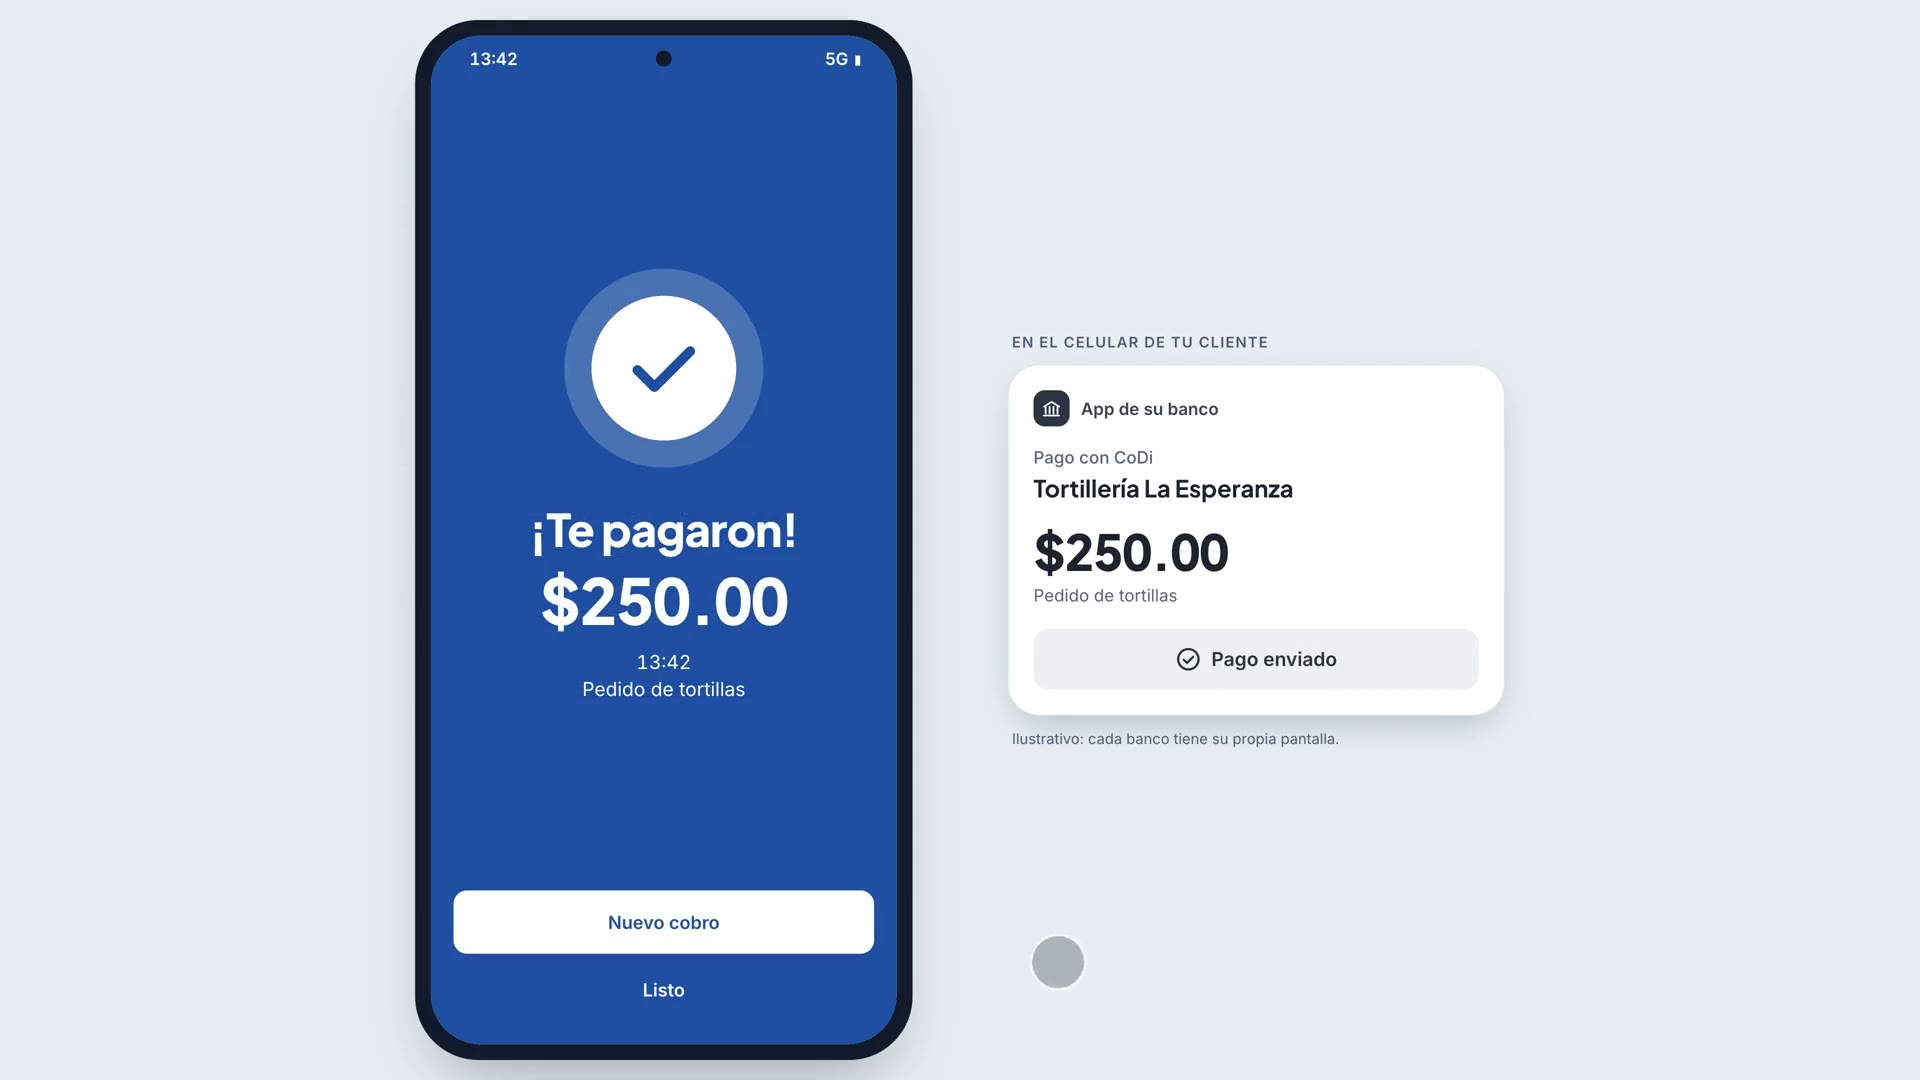 13:42
5G
¡Te pagaron!
$250.00
13:42
Pedido de tortillas
Nuevo cobro
Listo
EN EL CELULAR DE TU CLIENTE
App de su banco
Pago con CoDi
Tortillería La Esperanza
$250.00
Pedido de tortillas
Pago enviado
Ilustrativo: cada banco tiene su propia pantalla.